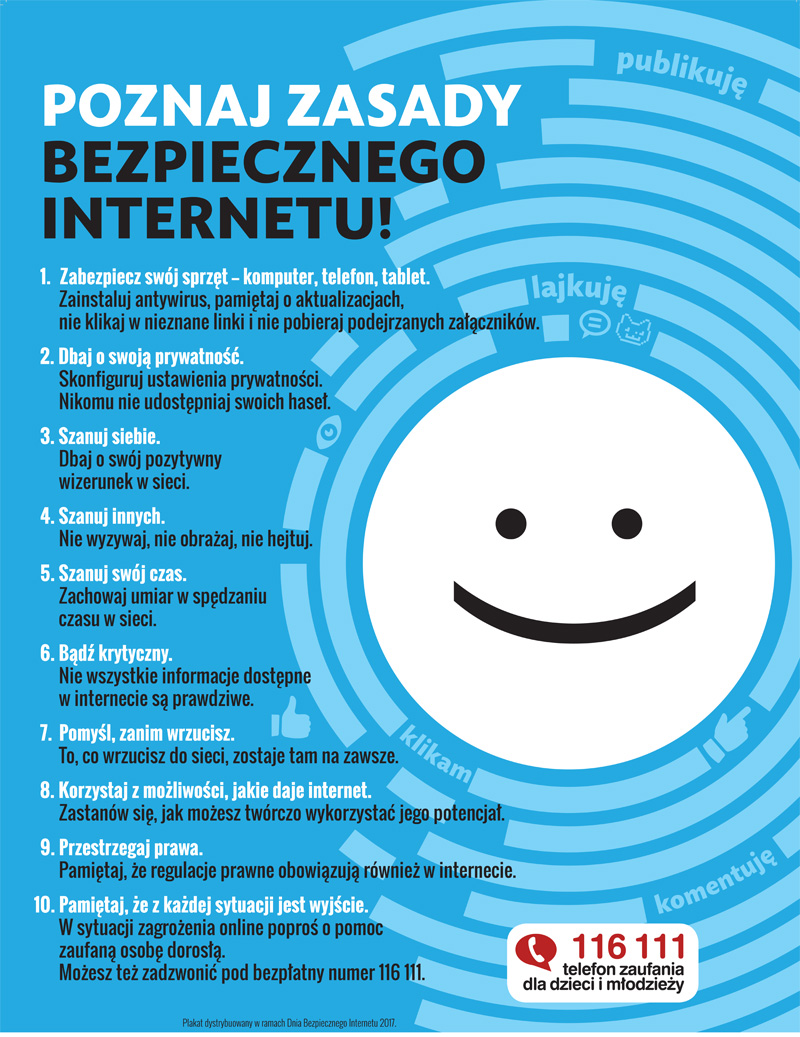 publikuję
POZNAJ ZASADY
BEZPIECZNEGO
INTERNETU!
lajkuję
1. Zabezpiecz swój sprzęt – komputer, telefon, tablet.
Zainstaluj antywirus, pamiętaj o aktualizacjach,
nie klikaj w nieznane linki i nie pobieraj podejrzanych załączników.
2. Dbaj o swoją prywatność.
Skonfiguruj ustawienia prywatności.
Nikomu nie udostępniaj swoich haseł.
3. Szanuj siebie.
Dbaj o swój pozytywny
wizerunek w sieci.
4. Szanuj innych.
Nie wyzywaj, nie obrażaj, nie hejtuj.
5. Szanuj swój czas.
Zachowaj umiar w spędzaniu
czasu w sieci.
6. Bądź krytyczny.
Nie wszystkie informacje dostępne
w internecie są prawdziwe.
7. Pomyśl, zanim wrzucisz.
To, co wrzucisz do sieci, zostaje tam na zawsze.
klikam
8. Korzystaj z możliwości, jakie daje internet.
Zastanów się, jak możesz twórczo wykorzystać jego potencjał.
9. Przestrzegaj prawa.
Pamiętaj, że regulacje prawne obowiązują również w internecie.
komentuję
10. Pamiętaj, że z każdej sytuacji jest wyjście.
W sytuacji zagrożenia online poproś o pomoc
zaufaną osobę dorosłą.
Możesz też zadzwonić pod bezpłatny numer 116 111.
116 111
telefon zaufania
dla dzieci i młodzieży
Plakat dystrybuowany w ramach Dnia Bezpiecznego Internetu 2017.